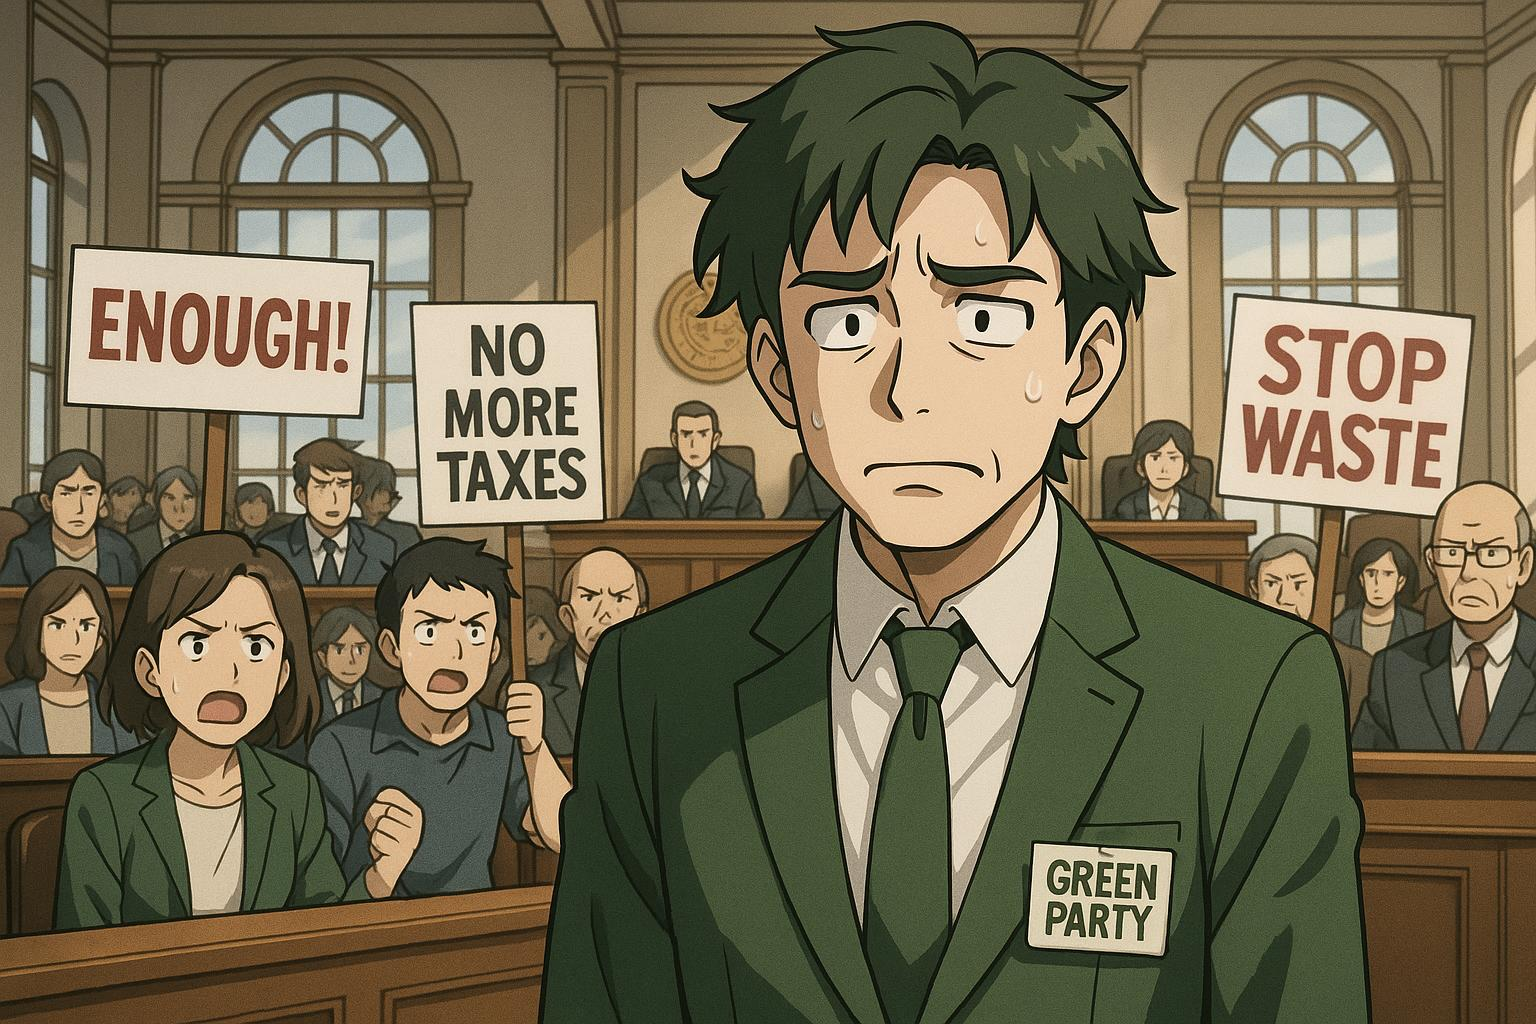 ENOUGH!
NO
MORE
TAXES
STOP
WASTE
GREEN
PARTY